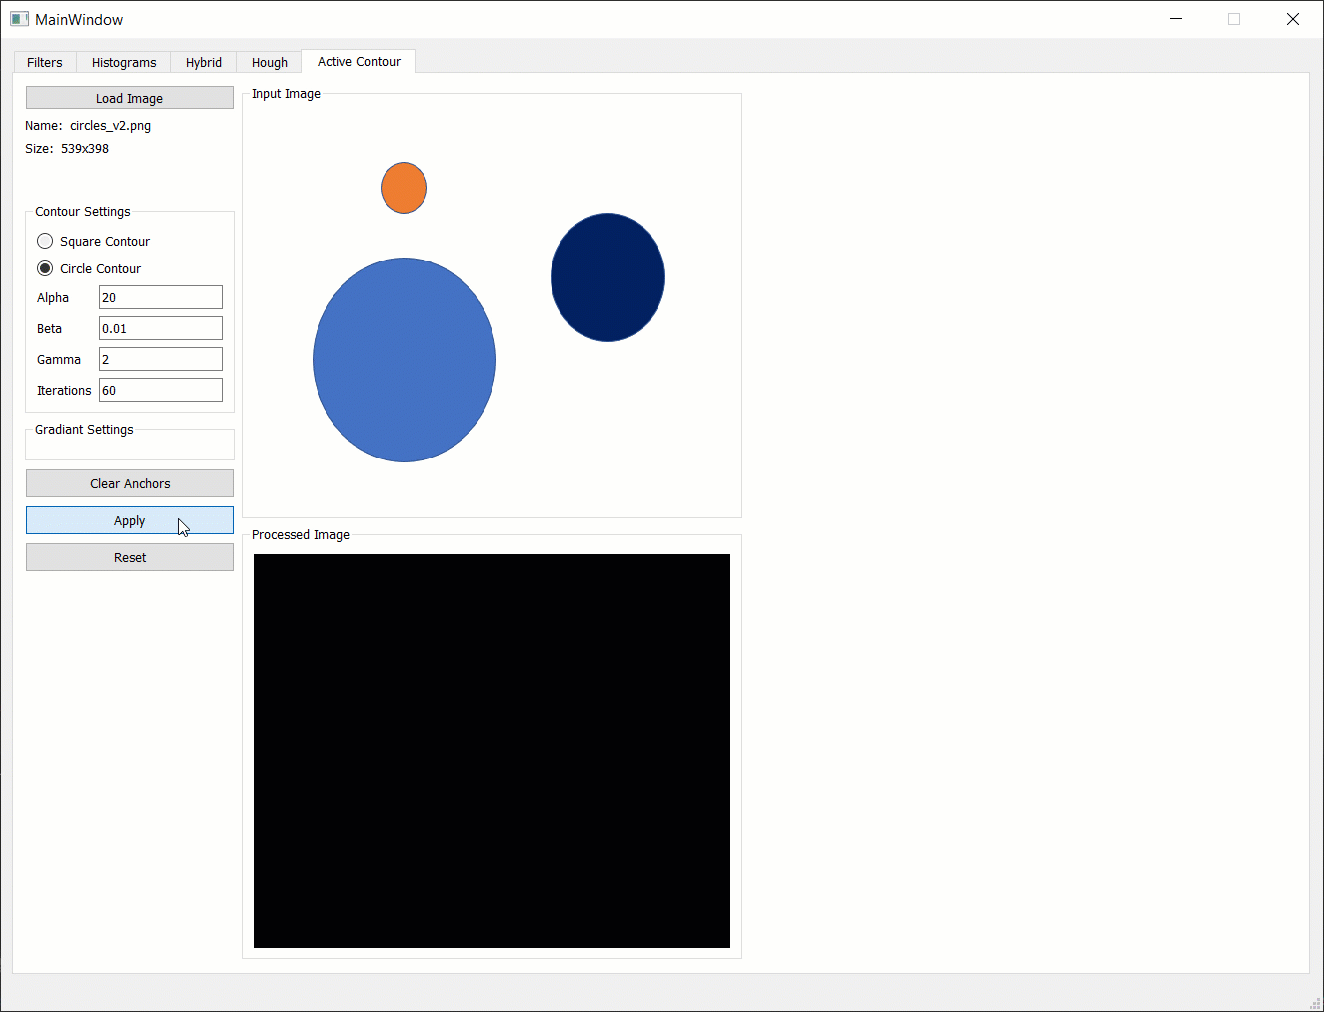 MainWindow
Filters Histograms Hybrid Hough Active Contour
Load Image
Name: circles_v2.png
Size: 539x398
Contour Settings
Square Contour
Circle Contour
Alpha 20
Beta 0.01
Gamma 2
Iterations 60
Gradiant Settings
Clear Anchors
Apply
Reset
Input Image
Processed Image